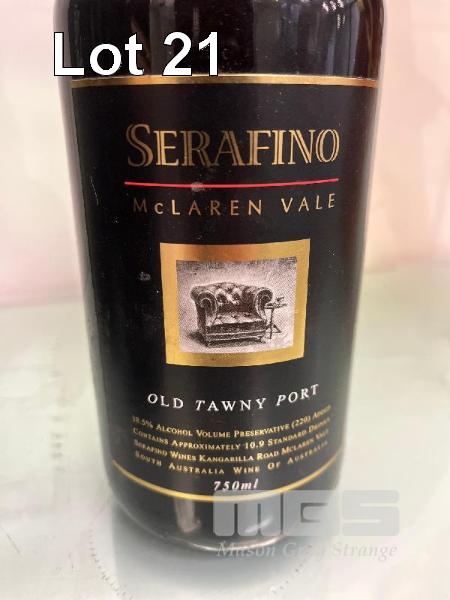 Lot 21
SERAFINO
McLAREN VALE
OLD TAWNY PORT
18.5% ALCOHOL VOLUME PRESERVATIVE (220) ADDED
CONTAINS APPROXIMATELY 10.9 STANDARD DRINKS
SERAFINO WINES KANGARILLA ROAD MCLAREN VALE
SOUTH AUSTRALIA WINE OF AUSTRALIA
750ml
MGS
Mason Gray Strange